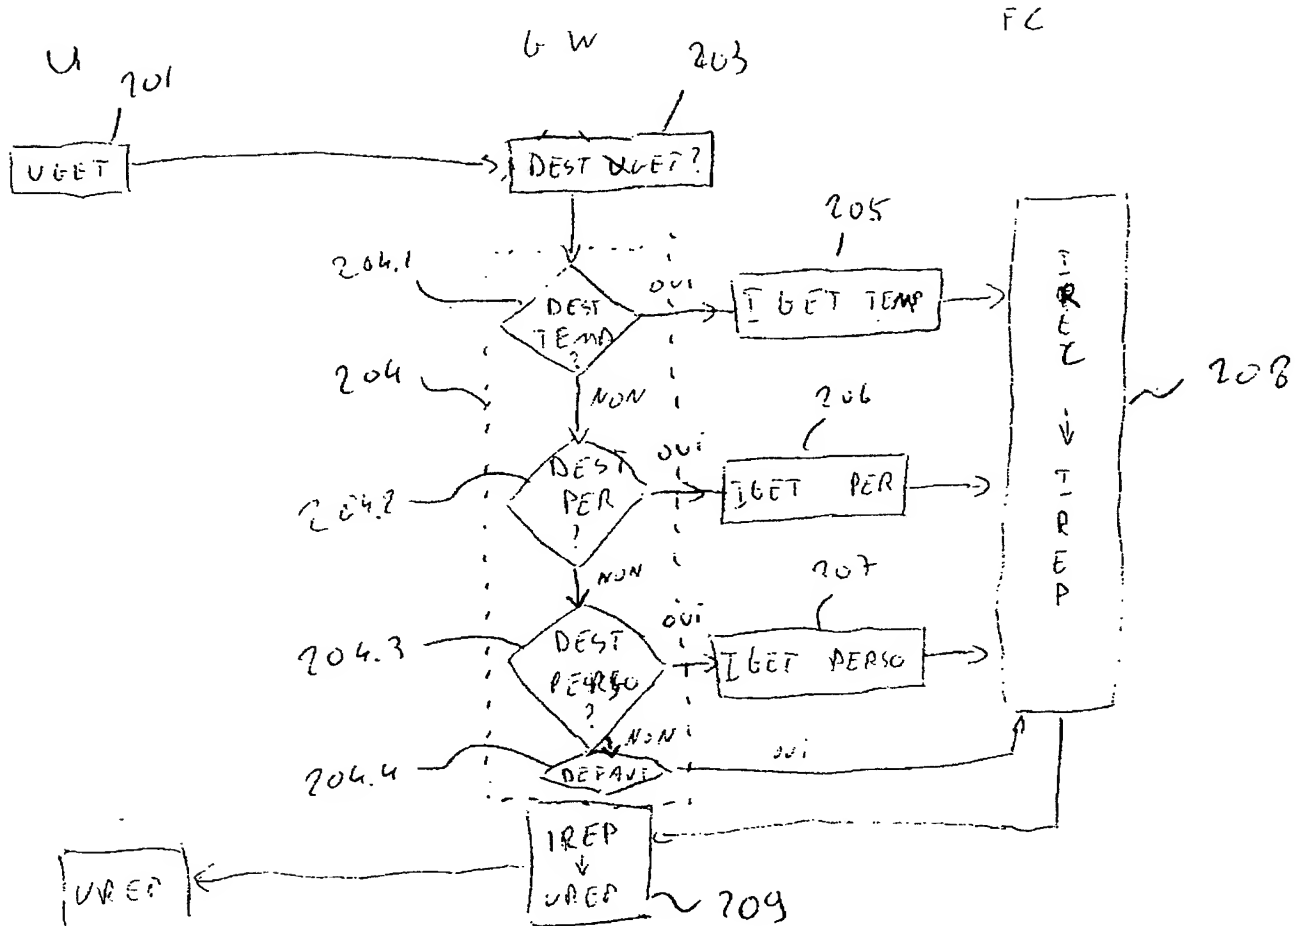 U
GW
FC
201
203
UGET
DEST UGET?
205
204.1
DEST
TEMP
?
OUI
I GET TEMP
I
R
E
↓
I
R
E
P
208
204
NON
206
204.2
DEST
PER
?
OUI
IGET PER
NON
207
204.3
DEST
PERSO
?
OUI
IGET PERSO
NON
204.4
DEFAUT
OUI
IREP
↓
UREP
UREP
209